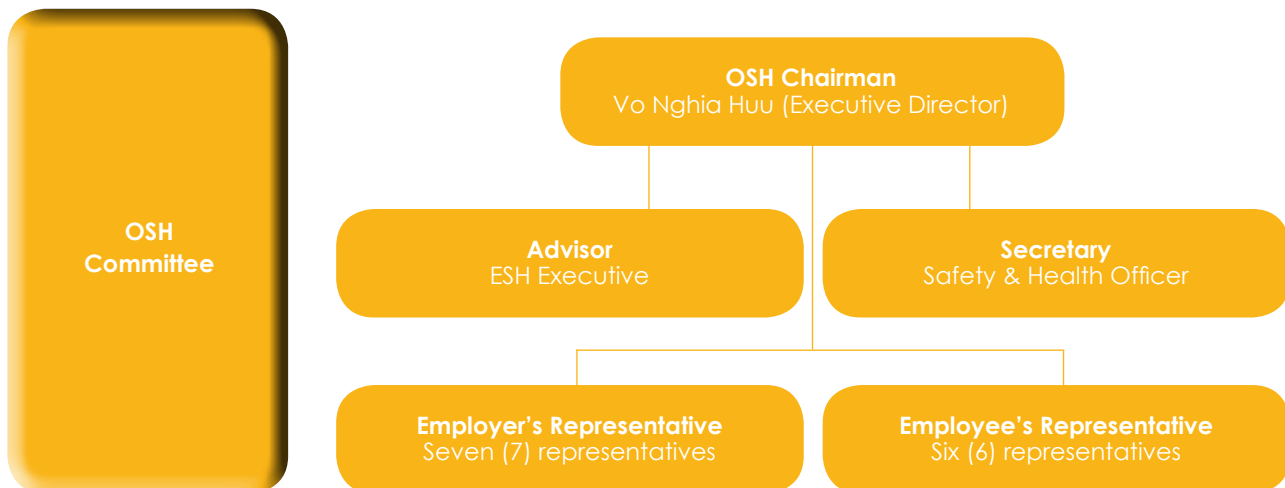 OSH
Committee
OSH Chairman
Vo Nghia Huu (Executive Director)
Advisor
ESH Executive
Secretary
Safety & Health Officer
Employer’s Representative
Seven (7) representatives
Employee’s Representative
Six (6) representatives